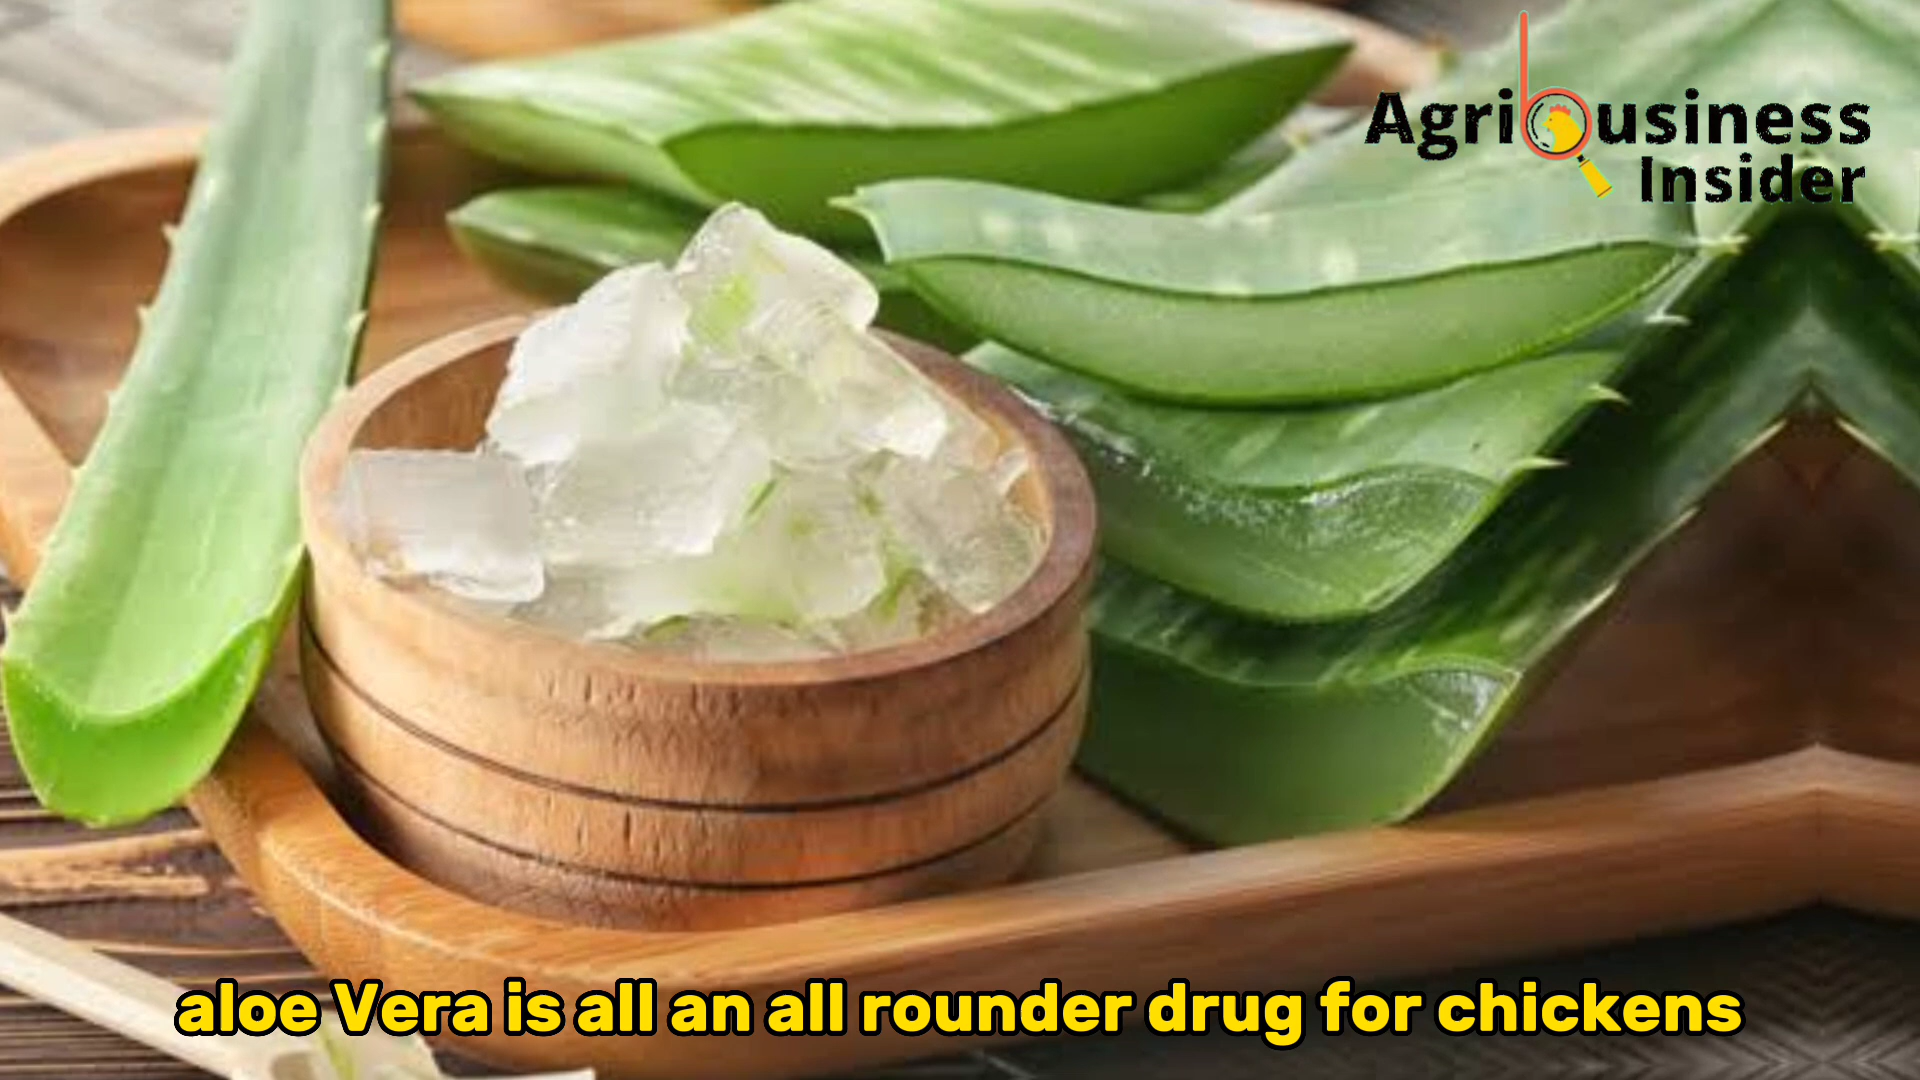 Agribusiness
Insider
aloe Vera is all an all rounder drug for chickens